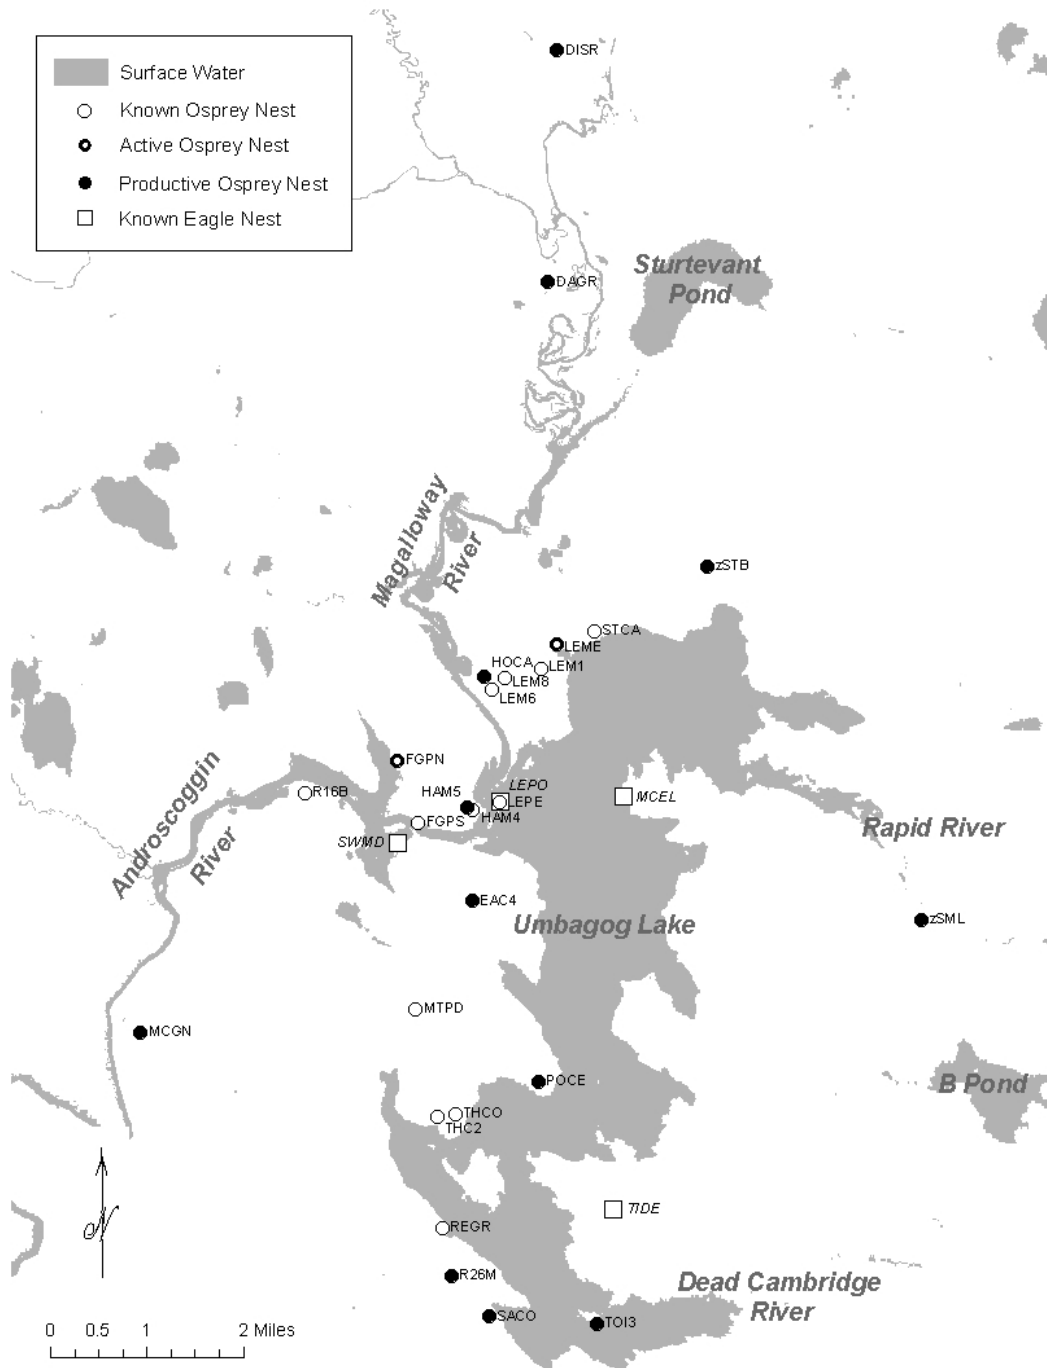 DISR
Surface Water
Known Osprey Nest
Active Osprey Nest
Productive Osprey Nest
Known Eagle Nest
Sturtevant
Pond
DAGR
Magalloway
River
zSTB
STCA
LEME
HOCA
LEM1
LEM8
LEM6
FGPN
LEPO
R16B
HAM5
LEPE
MCEL
HAM4
FGPS
SWMD
Androscoggin
River
Rapid River
EAC4
Umbagog Lake
zSML
MTPD
MCGN
POCE
B Pond
THCO
THC2
TIDE
REGR
N
R26M
Dead Cambridge
River
SACO
TOI3
0 0.5 1 2 Miles